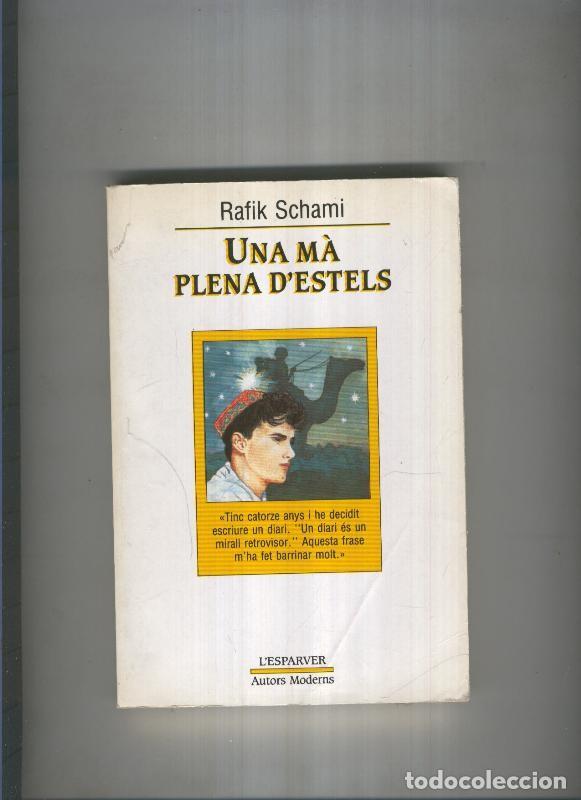 Rafik Schami
UNA MÀ
PLENA D'ESTELS
«Tinc catorze anys i he decidit
escriure un diari. "Un diari és un
mirall retrovisor." Aquesta frase
m'ha fet barrinar molt.»
L'ESPARVER
Autors Moderns
todocoleccion.net